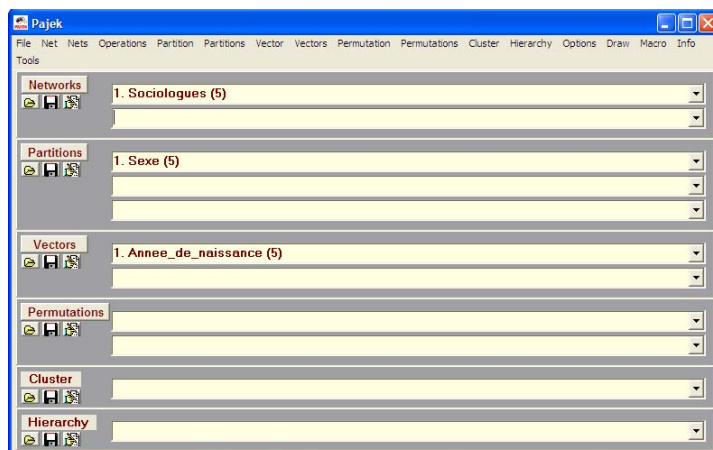 Pajek
File Net Nets Operations Partition Partitions Vector Vectors Permutation Permutations Cluster Hierarchy Options Draw Macro Info
Tools
Networks
1. Sociologues (5)
Partitions
1. Sexe (5)
Vectors
1. Annee_de_naissance (5)
Permutations
Cluster
Hierarchy